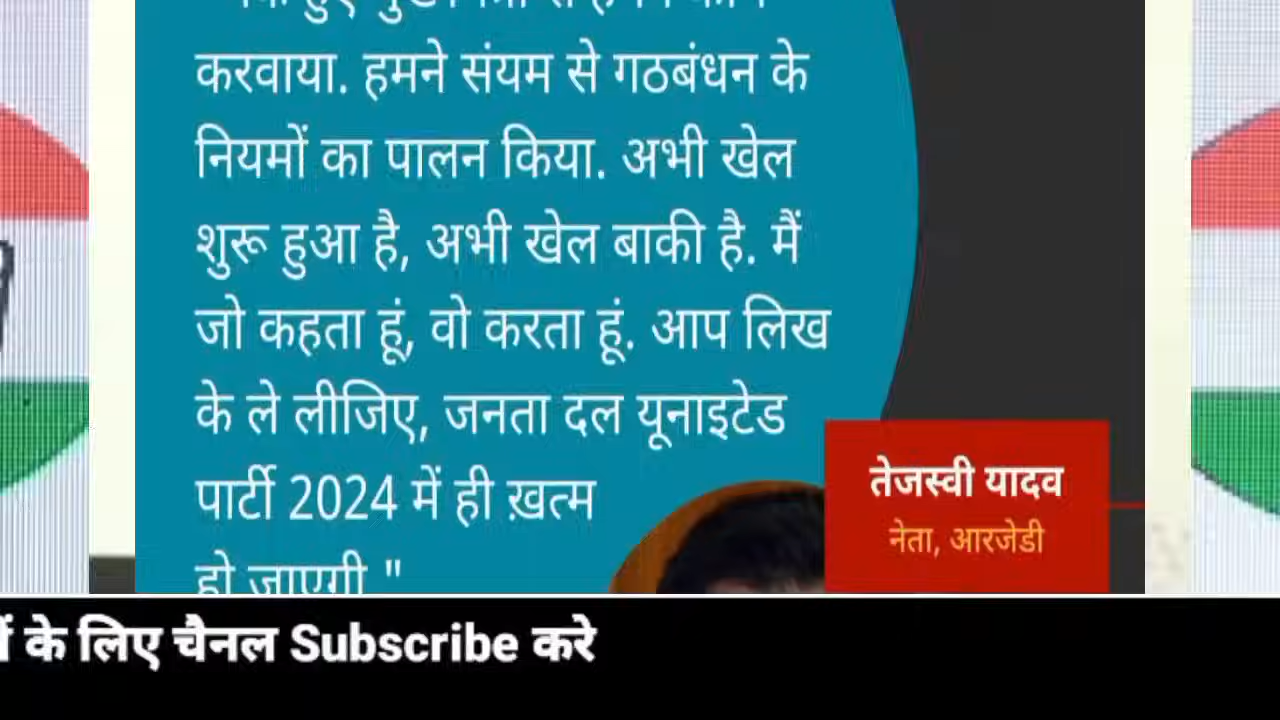 करवाया. हमने संयम से गठबंधन के
नियमों का पालन किया. अभी खेल
शुरू हुआ है, अभी खेल बाकी है. मैं
जो कहता हूं, वो करता हूं. आप लिख
के ले लीजिए, जनता दल यूनाइटेड
पार्टी 2024 में ही ख़त्म
हो जाएगी."
तेजस्वी यादव
नेता, आरजेडी
के लिए चैनल Subscribe करे